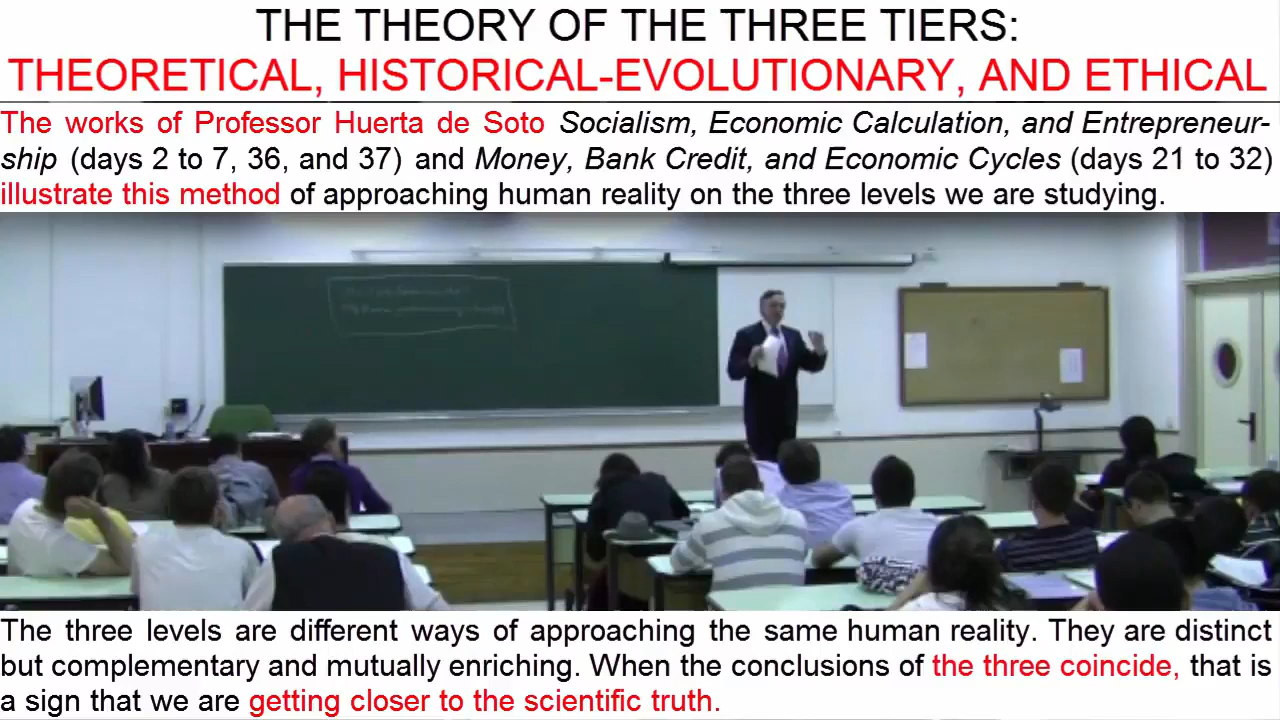 THE THEORY OF THE THREE TIERS:
THEORETICAL, HISTORICAL-EVOLUTIONARY, AND ETHICAL
The works of Professor Huerta de Soto Socialism, Economic Calculation, and Entrepreneur-
ship (days 2 to 7, 36, and 37) and Money, Bank Credit, and Economic Cycles (days 21 to 32)
illustrate this method of approaching human reality on the three levels we are studying.
The three levels are different ways of approaching the same human reality. They are distinct
but complementary and mutually enriching. When the conclusions of the three coincide, that is
a sign that we are getting closer to the scientific truth.